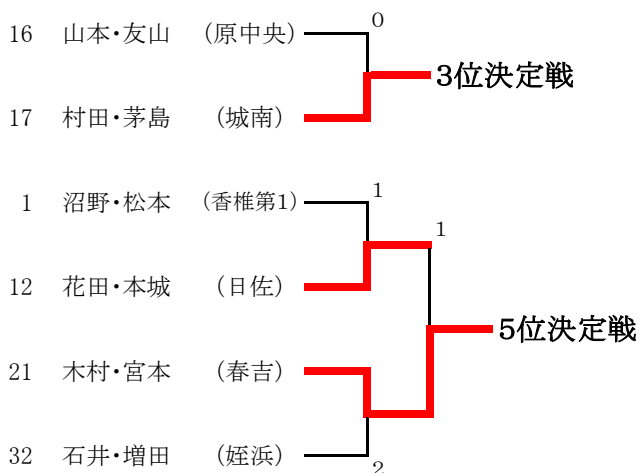 16 山本・友山 (原中央) 0
3位決定戦
17 村田・茅島 (城南)
1 沼野・松本 (香椎第1) 1
1
12 花田・本城 (日佐)
5位決定戦
21 木村・宮本 (春吉)
32 石井・増田 (姪浜) 2